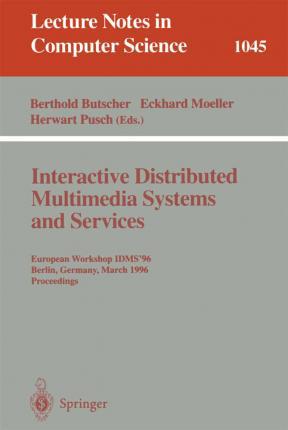 Lecture Notes in
Computer Science 1045
Berthold Butscher Eckhard Moeller
Herwart Pusch (Eds.)
Interactive Distributed
Multimedia Systems
and Services
European Workshop IDMS'96
Berlin, Germany, March 1996
Proceedings
Springer